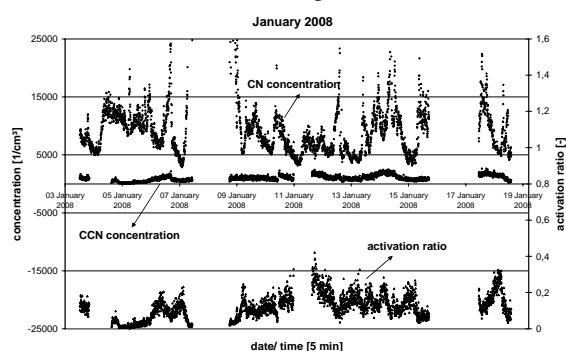 January 2008
25000
15000
5000
-5000
-15000
-25000
1,6
1,4
1,2
1
0,8
0,6
0,4
0,2
0
concentration [1/cm³]
activation ratio [-]
CN concentration
03 January 2008
05 January 2008
07 January 2008
09 January 2008
11 January 2008
13 January 2008
15 January 2008
17 January 2008
19 January 2008
CCN concentration
activation ratio
date/ time [5 min]